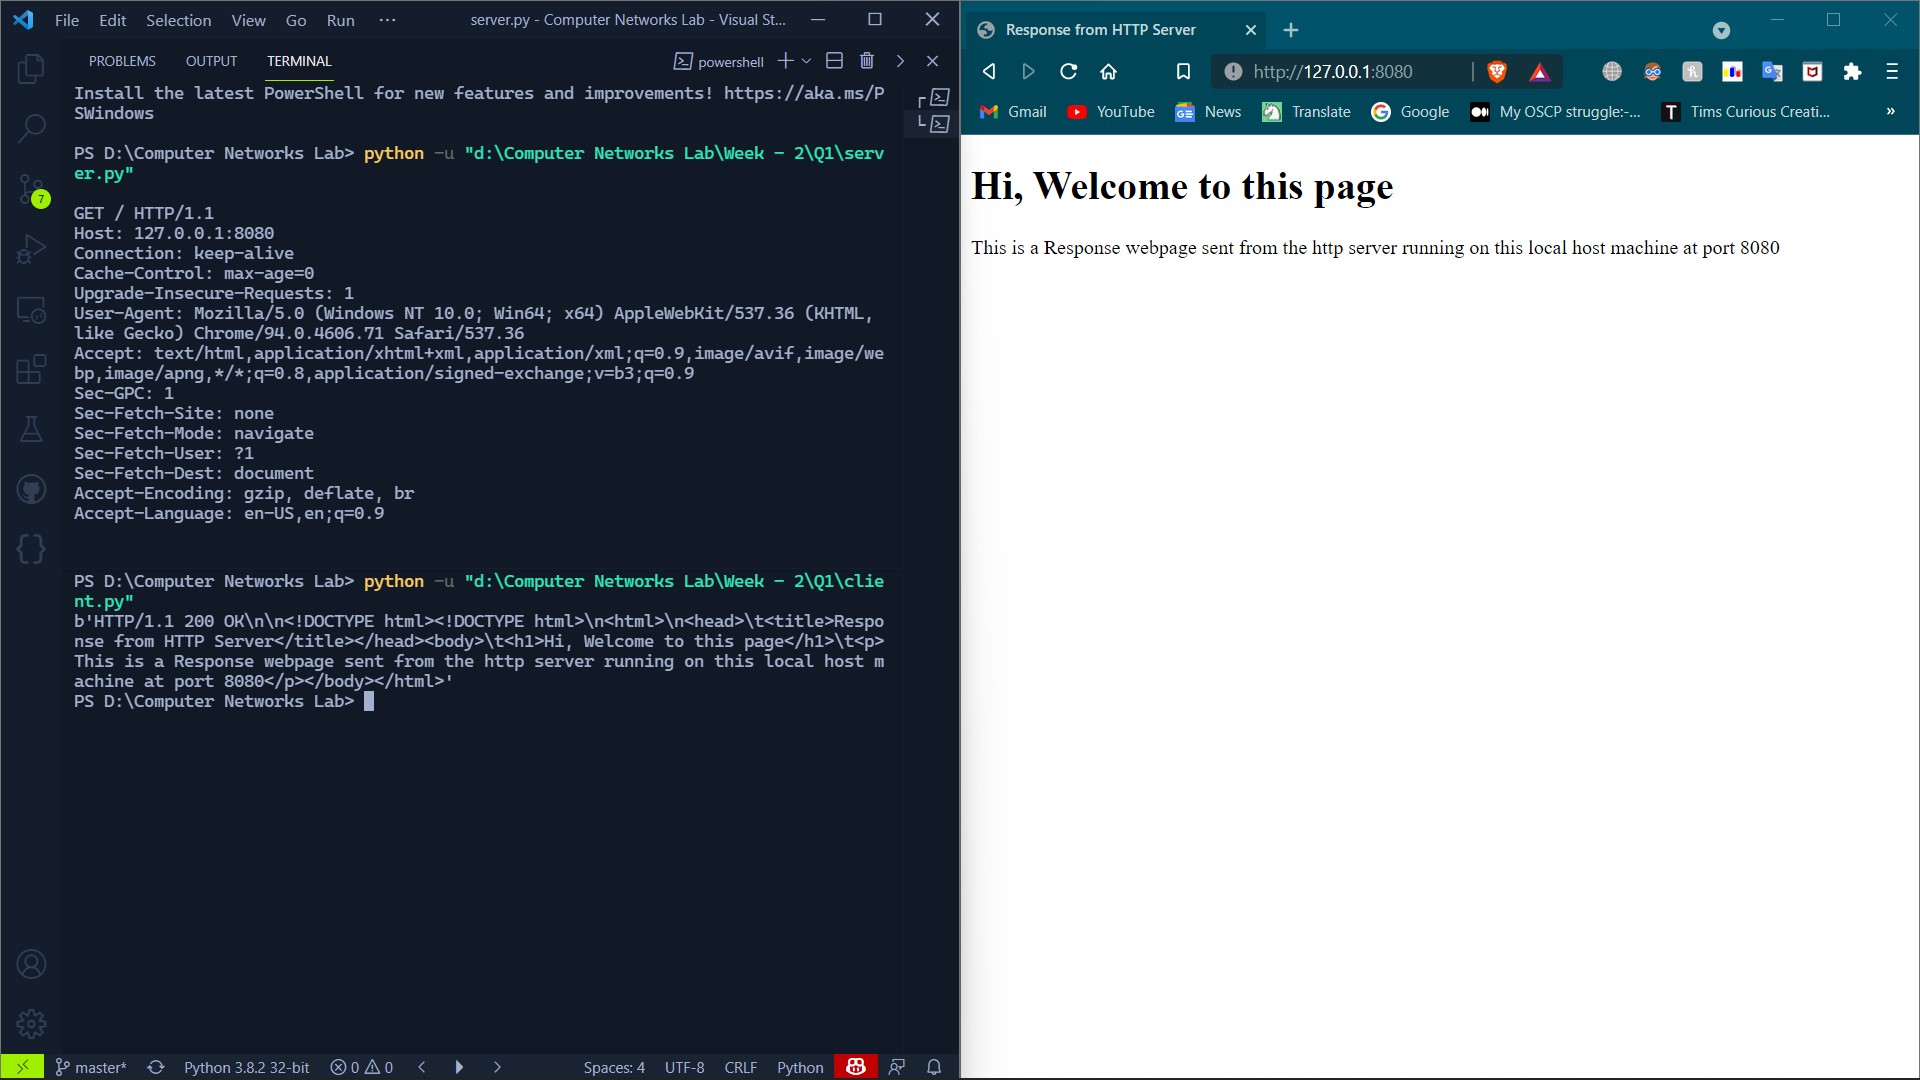 File Edit Selection View Go Run ··· server.py - Computer Networks Lab - Visual St...
PROBLEMS OUTPUT TERMINAL powershell
Install the latest PowerShell for new features and improvements! https://aka.ms/P
SWindows
PS D:\Computer Networks Lab> python -u "d:\Computer Networks Lab\Week - 2\Q1\serv
er.py"
GET / HTTP/1.1
Host: 127.0.0.1:8080
Connection: keep-alive
Cache-Control: max-age=0
Upgrade-Insecure-Requests: 1
User-Agent: Mozilla/5.0 (Windows NT 10.0; Win64; x64) AppleWebKit/537.36 (KHTML,
like Gecko) Chrome/94.0.4606.71 Safari/537.36
Accept: text/html,application/xhtml+xml,application/xml;q=0.9,image/avif,image/we
bp,image/apng,*/*;q=0.8,application/signed-exchange;v=b3;q=0.9
Sec-GPC: 1
Sec-Fetch-Site: none
Sec-Fetch-Mode: navigate
Sec-Fetch-User: ?1
Sec-Fetch-Dest: document
Accept-Encoding: gzip, deflate, br
Accept-Language: en-US,en;q=0.9
7
PS D:\Computer Networks Lab> python -u "d:\Computer Networks Lab\Week - 2\Q1\clie
nt.py"
b'HTTP/1.1 200 OK\n\n<!DOCTYPE html><!DOCTYPE html>\n<html>\n<head>\t<title>Respo
nse from HTTP Server</title></head><body>\t<h1>Hi, Welcome to this page</h1>\t<p>
This is a Response webpage sent from the http server running on this local host m
achine at port 8080</p></body></html>'
PS D:\Computer Networks Lab>
master* Python 3.8.2 32-bit 0 0 Spaces: 4 UTF-8 CRLF Python
Response from HTTP Server
http://127.0.0.1:8080
Gmail YouTube News Translate Google My OSCP struggle:-... T Tims Curious Creati... »
Hi, Welcome to this page
This is a Response webpage sent from the http server running on this local host machine at port 8080